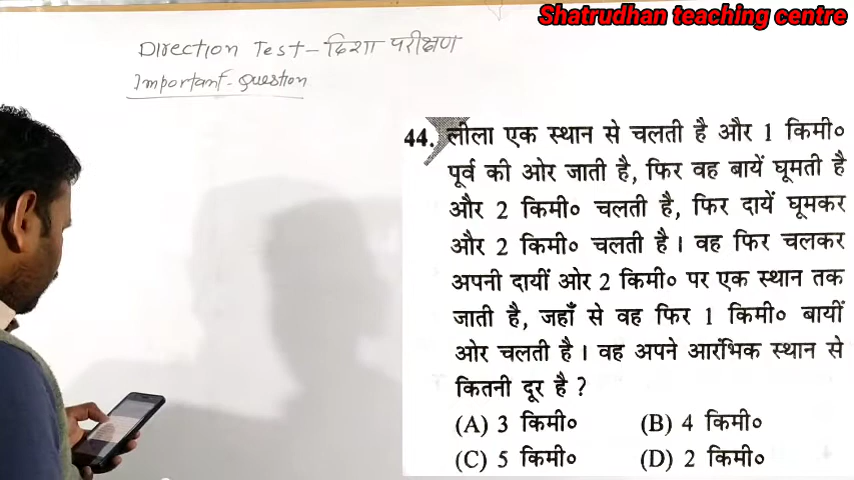 Shatrudhan teaching centre
Direction Test - दिशा परीक्षण
Important - Question
44. लीला एक स्थान से चलती है और 1 किमी०
पूर्व की ओर जाती है, फिर वह बायें घूमती है
और 2 किमी० चलती है, फिर दायें घूमकर
और 2 किमी० चलती है। वह फिर चलकर
अपनी दायीं ओर 2 किमी० पर एक स्थान तक
जाती है, जहाँ से वह फिर 1 किमी० बायीं
ओर चलती है। वह अपने आरंभिक स्थान से
कितनी दूर है ?
(A) 3 किमी० (B) 4 किमी०
(C) 5 किमी० (D) 2 किमी०